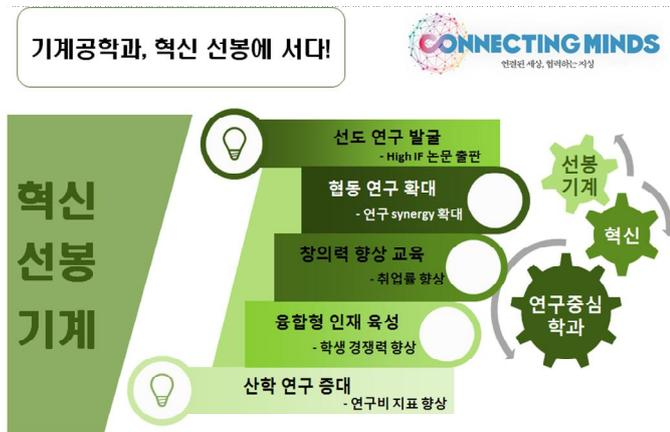 기계공학과, 혁신 선봉에 서다!
CONNECTING MINDS
연결된 세상, 협력하는 지성
혁신
선봉
기계
선도 연구 발굴
- High IF 논문 출판
협동 연구 확대
- 연구 synergy 확대
창의력 향상 교육
- 취업률 향상
융합형 인재 육성
- 학생 경쟁력 향상
산학 연구 증대
- 연구비 지표 향상
선봉
기계
혁신
연구중심
학과